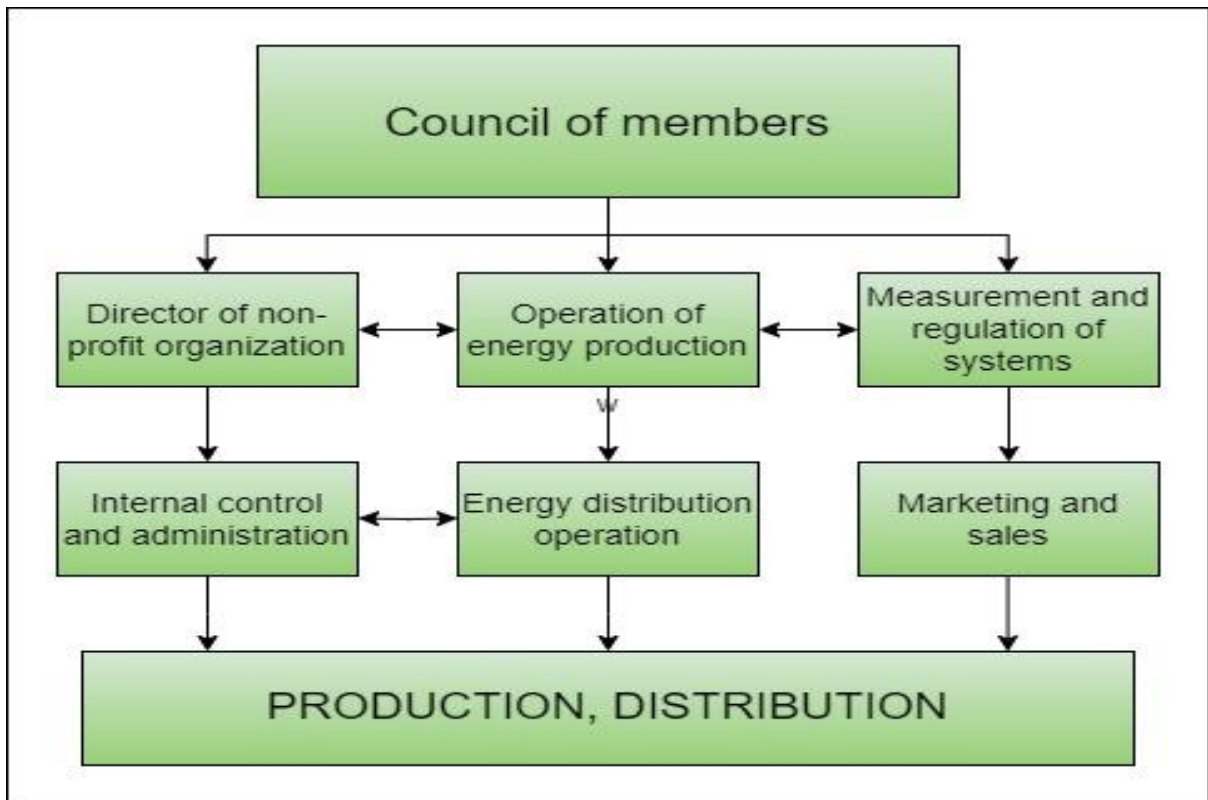 Council of members
Director of non-
profit organization
Operation of
energy production
Measurement and
regulation of
systems
w
Internal control
and administration
Energy distribution
operation
Marketing and
sales
PRODUCTION, DISTRIBUTION